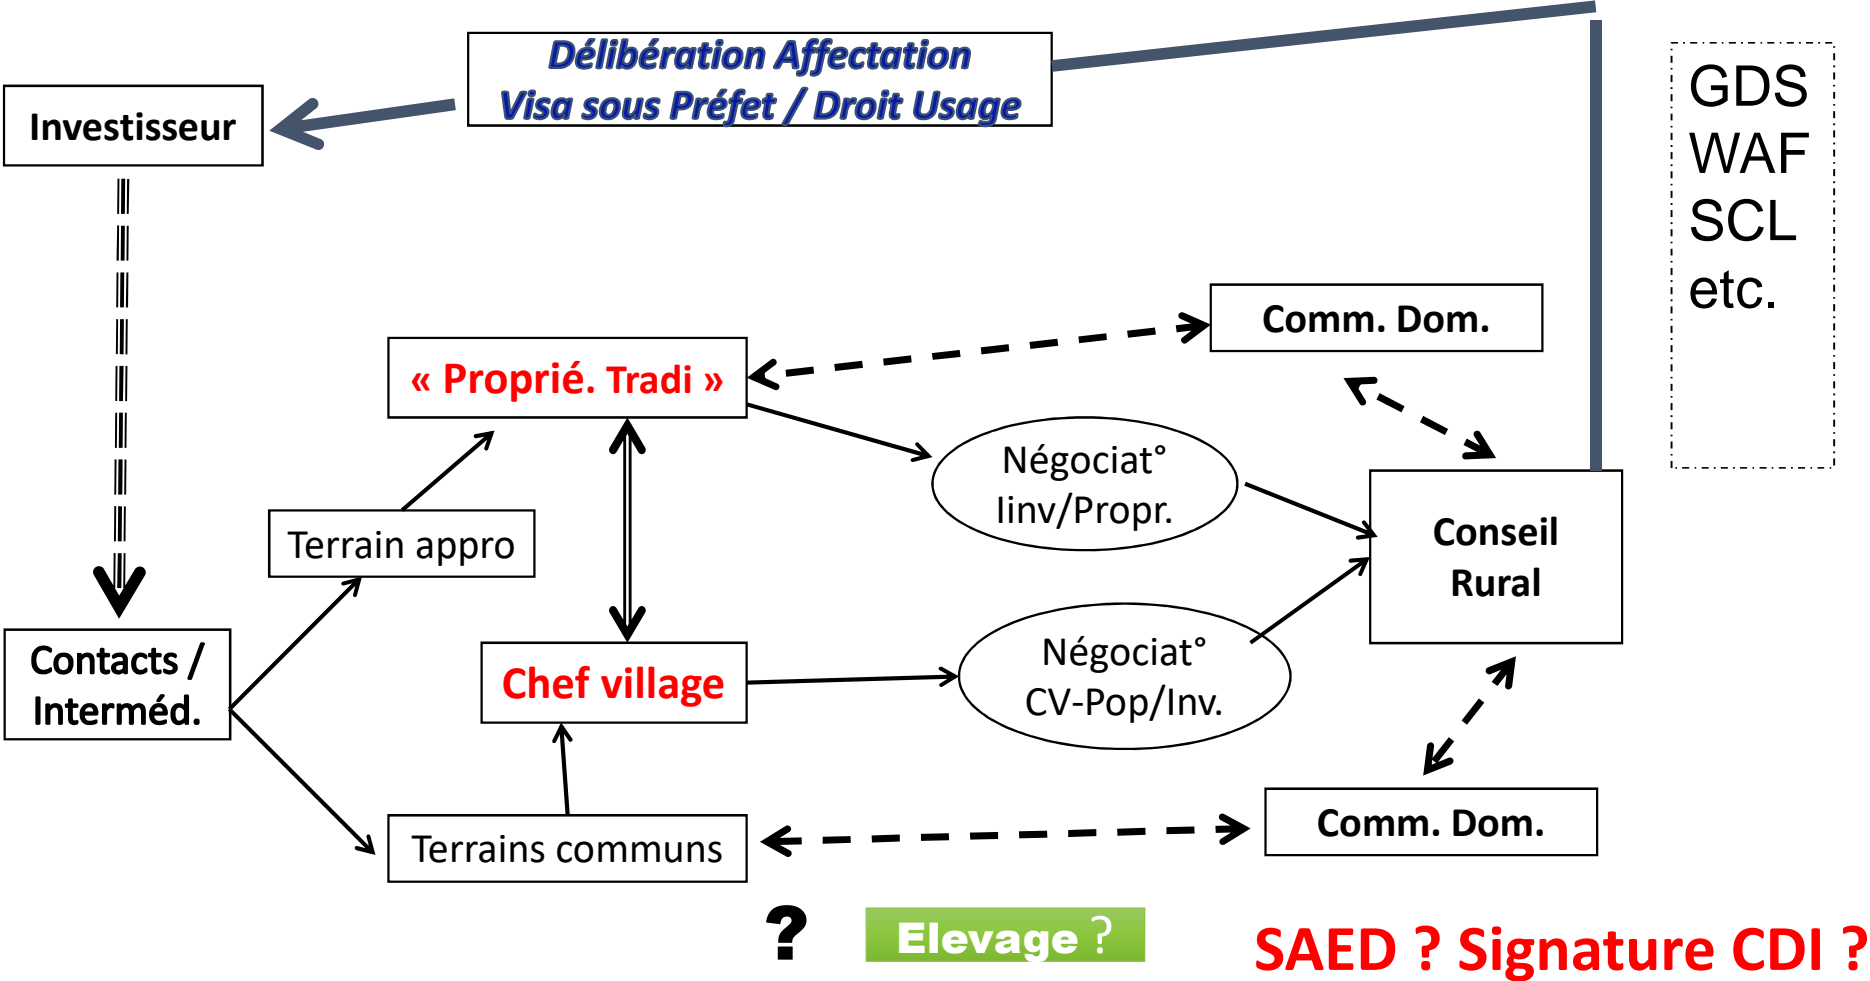 Délibération Affectation
Visa sous Préfet / Droit Usage
Investisseur
GDS
WAF
SCL
etc.
Comm. Dom.
« Proprié. Tradi »
Négociat°
Iinv/Propr.
Conseil
Rural
Terrain appro
Contacts /
Interméd.
Chef village
Négociat°
CV-Pop/Inv.
Terrains communs
Comm. Dom.
?
Elevage ?
SAED ? Signature CDI ?